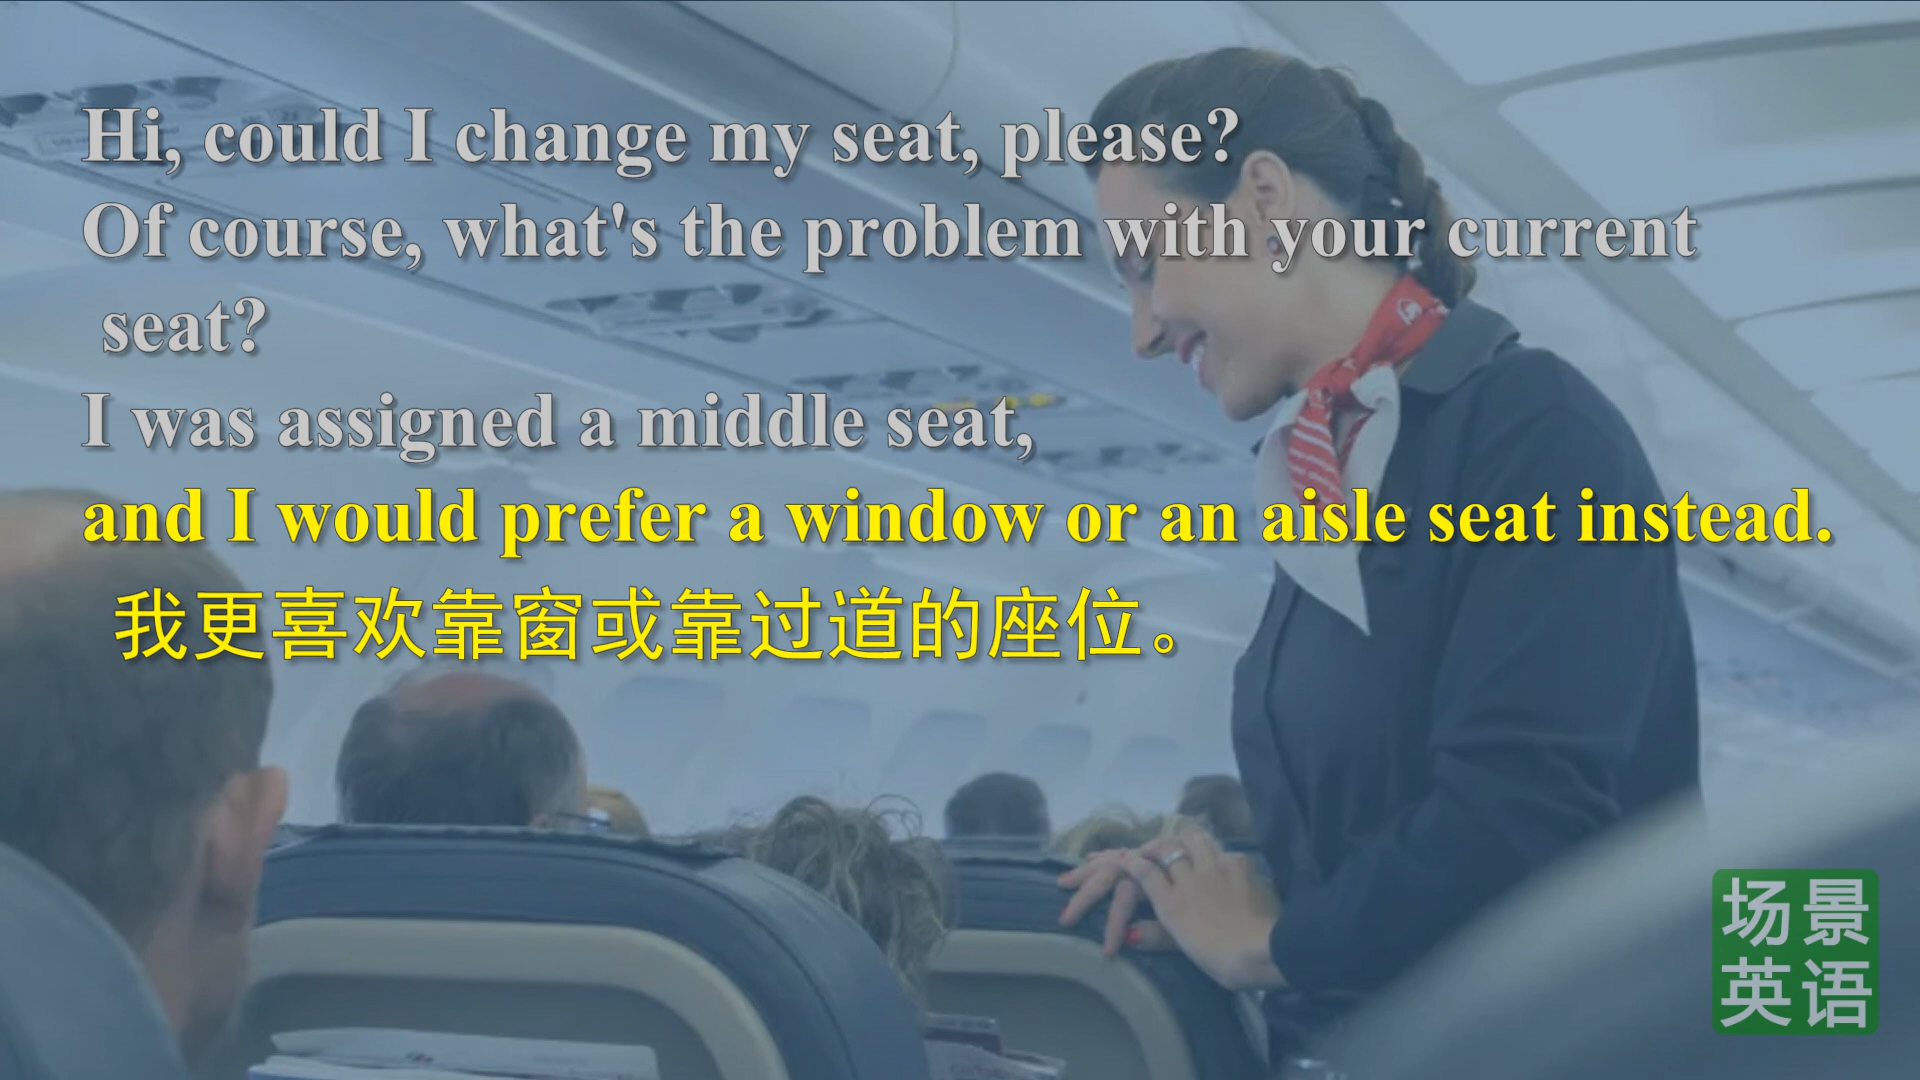 Hi, could I change my seat, please?
Of course, what's the problem with your current
seat?
I was assigned a middle seat,
and I would prefer a window or an aisle seat instead.
我更喜欢靠窗或靠过道的座位。
场景
英语